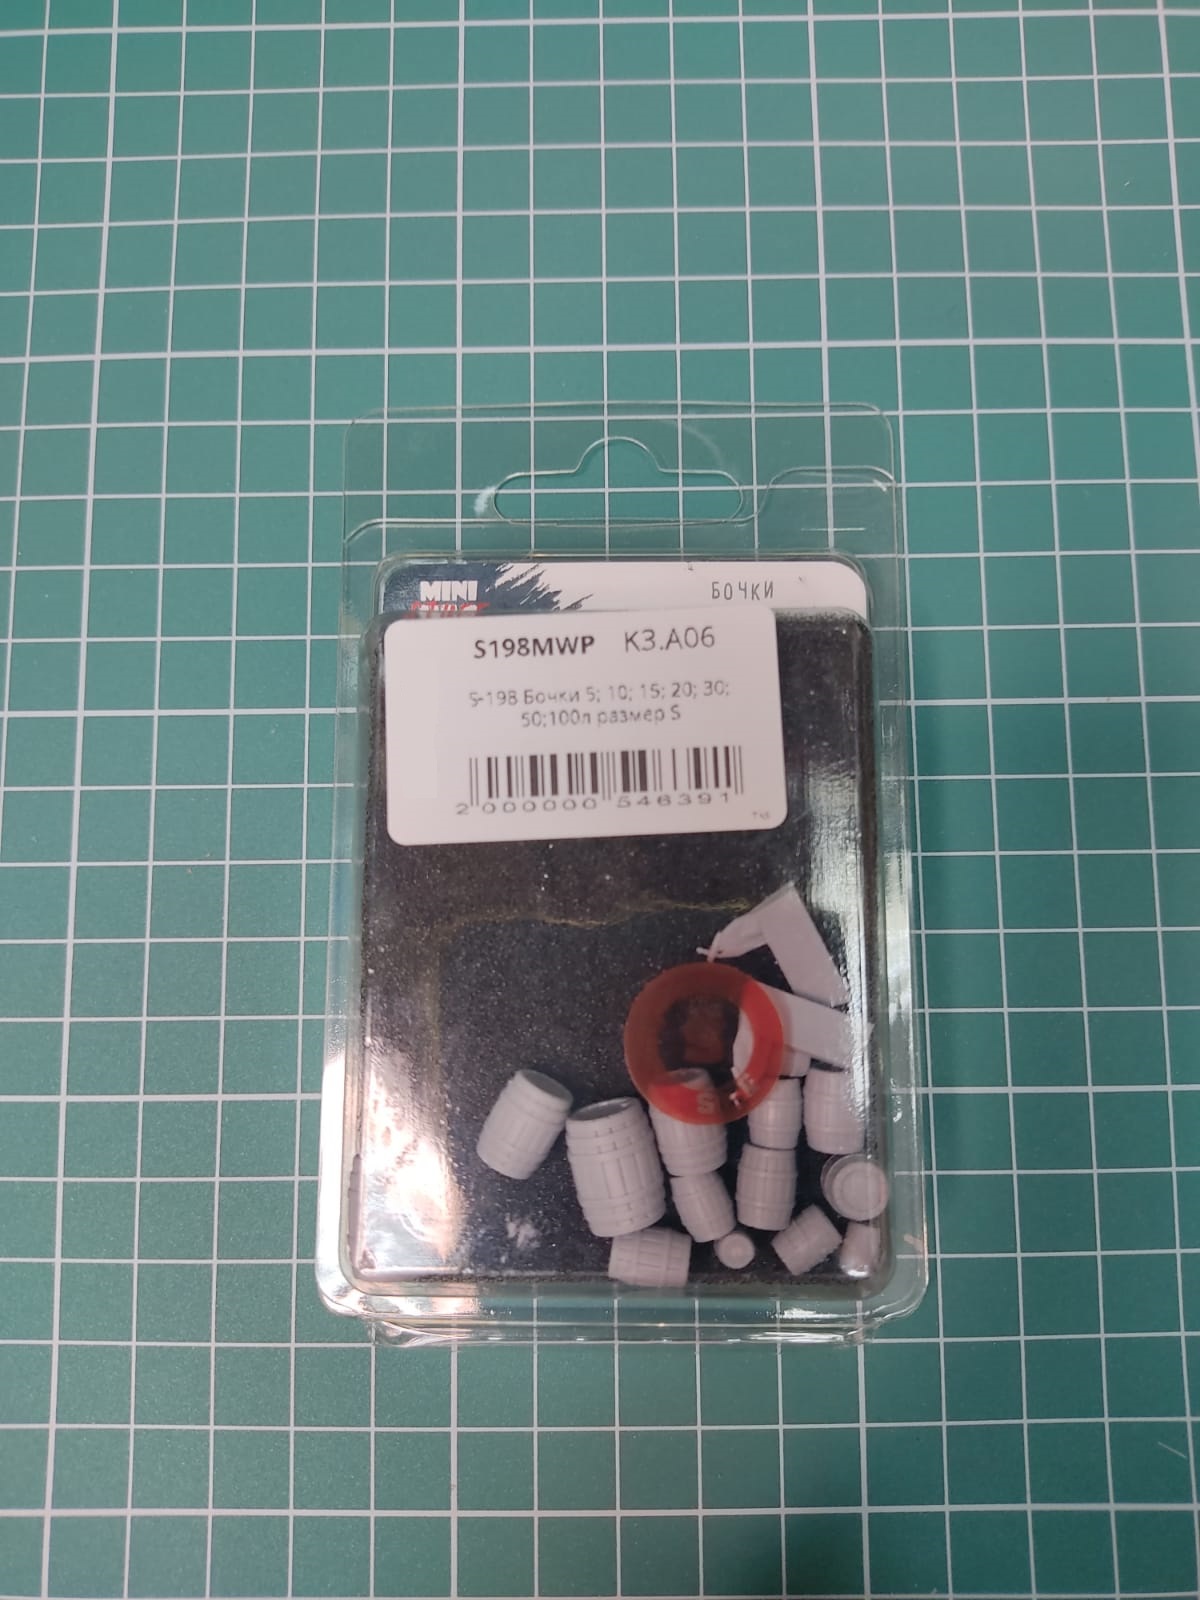 MINI
БОЧКИ
S198MWP K3.A06
S-198 Бочки 5; 10; 15; 20; 30;
50;100л размер S
2 000000 546391
S